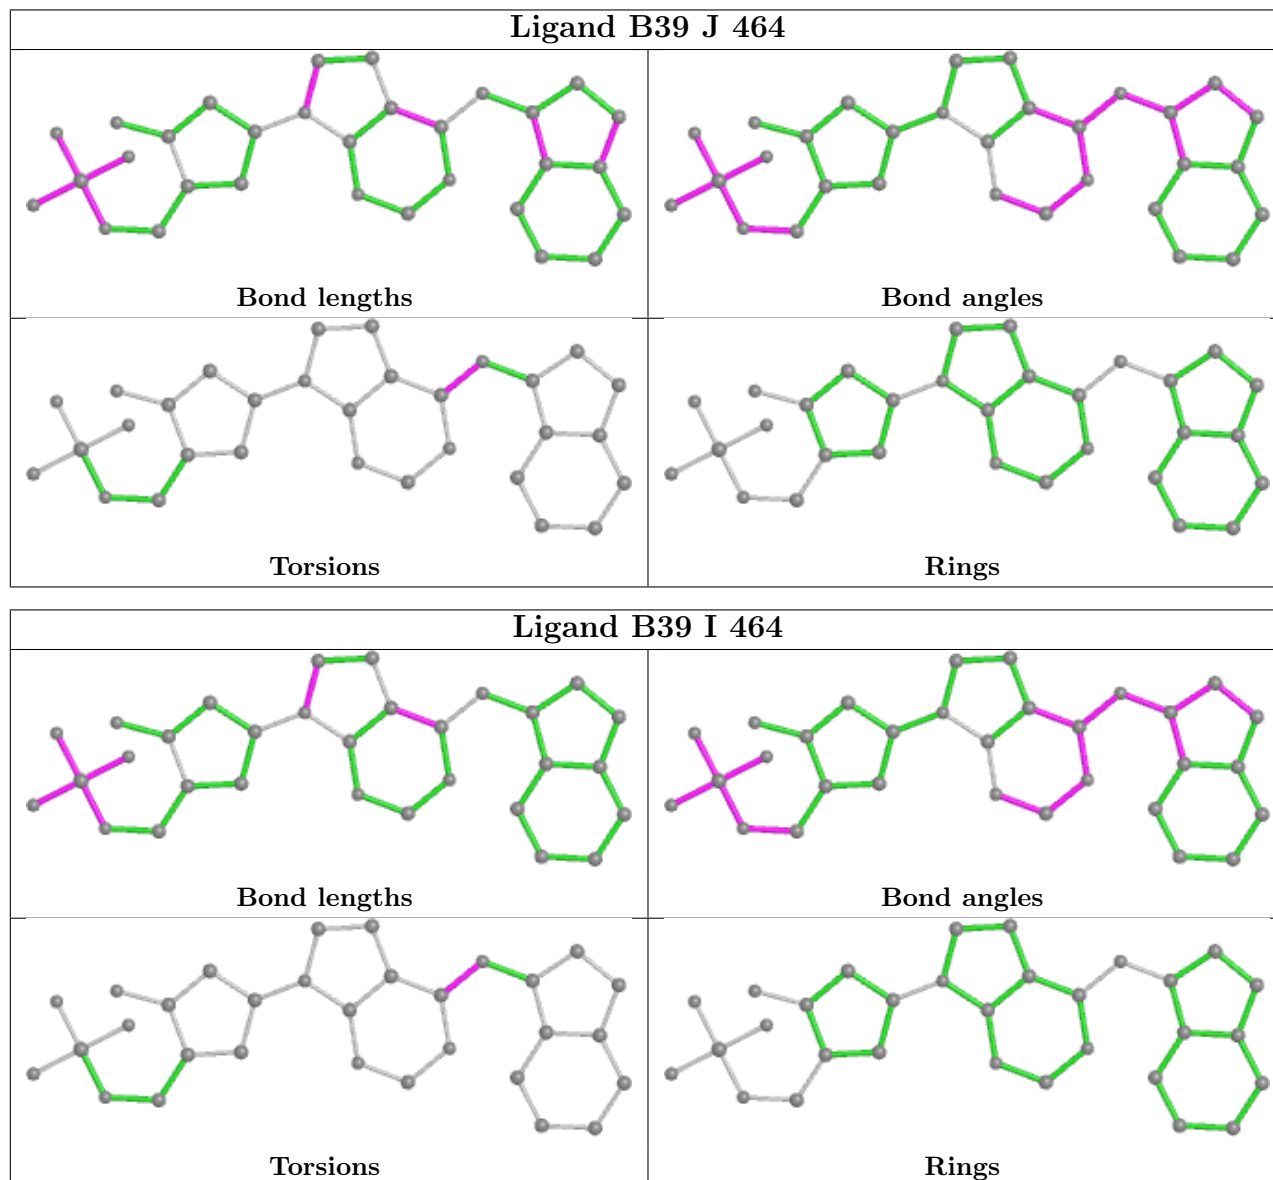 Ligand B39 J 464
Bond lengths
Bond angles
Torsions
Rings
Ligand B39 I 464
Bond lengths
Bond angles
Torsions
Rings